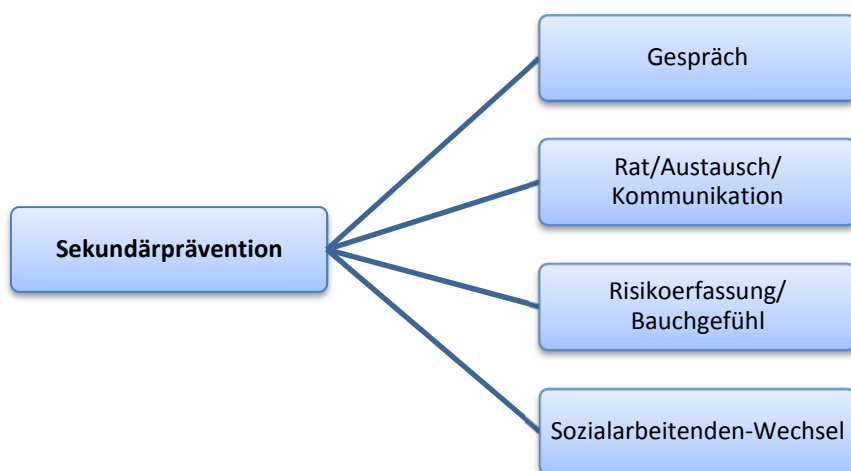 Gespräch
Rat/Austausch/
Kommunikation
Sekundärprävention
Risikoerfassung/
Bauchgefühl
Sozialarbeitenden-Wechsel